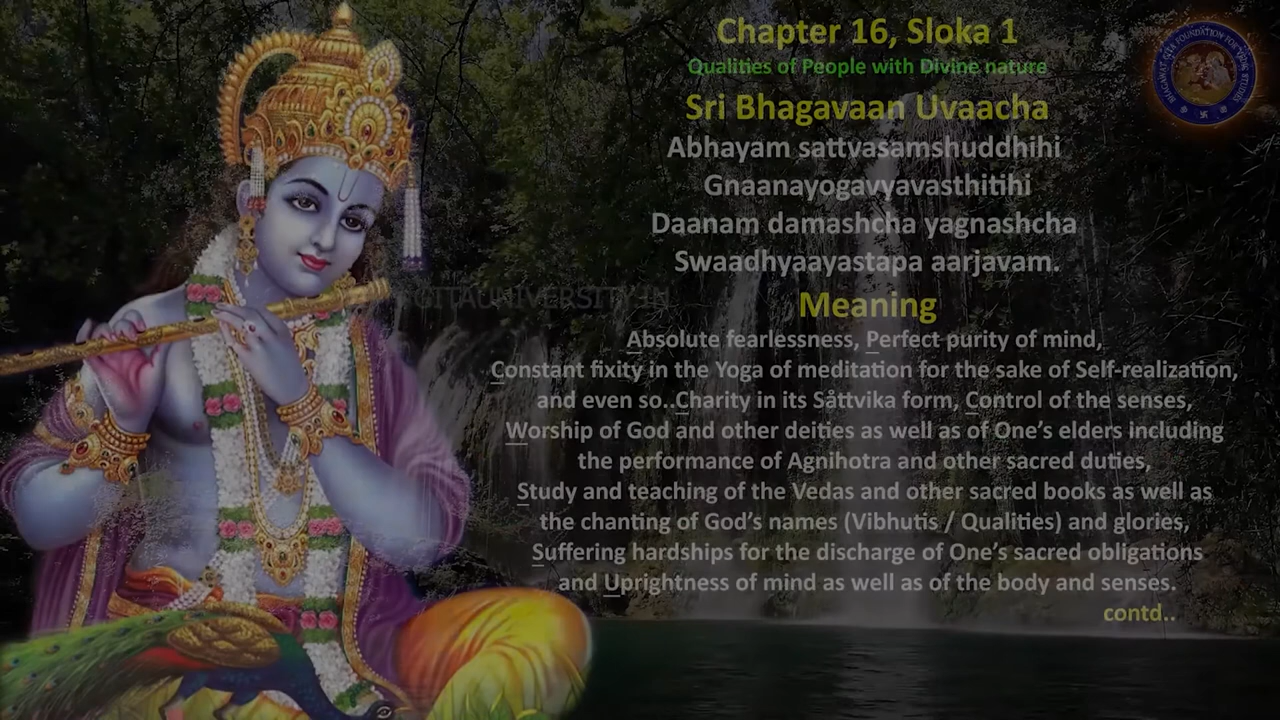 Chapter 16, Sloka 1
Qualities of People with Divine nature
Sri Bhagavaan Uvaacha
Abhayam sattvasamshuddhihi
Gnaanayogavyavasthitihi
Daanam damashcha yagnashcha
Swaadhyaayastapa aarjavam.
GITAUNIVERSITY.IN
Meaning
Absolute fearlessness, Perfect purity of mind,
Constant fixity in the Yoga of meditation for the sake of Self-realization,
and even so..Charity in its Såttvika form, Control of the senses,
Worship of God and other deities as well as of One’s elders including
the performance of Agnihotra and other sacred duties,
Study and teaching of the Vedas and other sacred books as well as
the chanting of God’s names (Vibhutis / Qualities) and glories,
Suffering hardships for the discharge of One’s sacred obligations
and Uprightness of mind as well as of the body and senses.
contd..